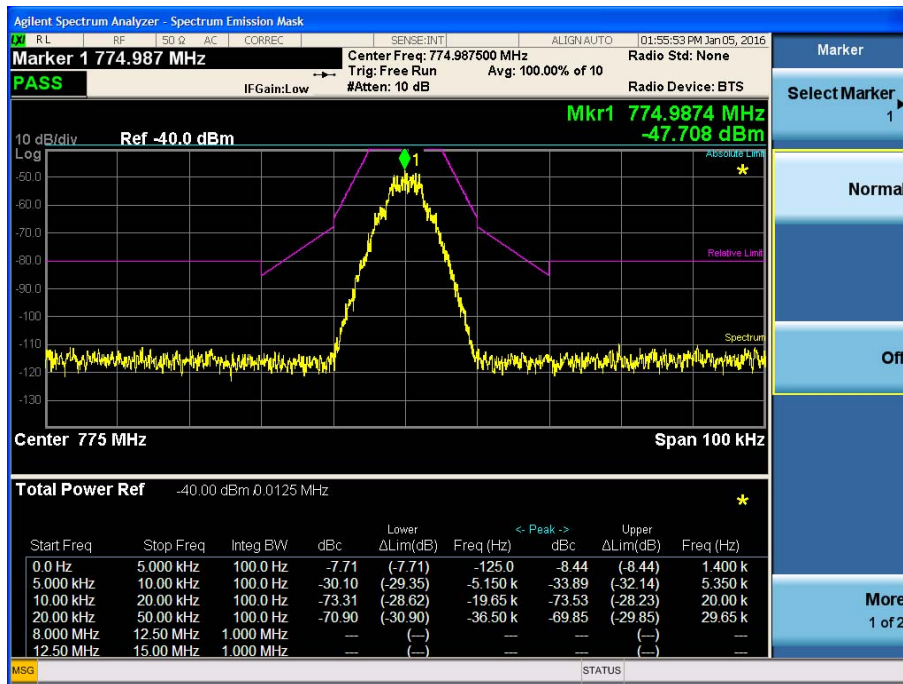 Agilent Spectrum Analyzer - Spectrum Emission Mask
LXI RL RF 50 Ω AC CORREC SENSE:INT ALIGN AUTO 01:55:53 PM Jan 05, 2016
Marker 1 774.987 MHz Center Freq: 774.987500 MHz Radio Std: None
Trig: Free Run Avg: 100.00% of 10
PASS IFGain:Low #Atten: 10 dB Radio Device: BTS
Mkr1 774.9874 MHz
-47.708 dBm
10 dB/div Ref -40.0 dBm
Log
Absolute Limit
1
-50.0
-60.0
-70.0
Relative Limit
-80.0
-90.0
-100
-110
Spectrum
-120
-130
Center 775 MHz Span 100 kHz
Total Power Ref -40.00 dBm / 0.0125 MHz
Lower <- Peak -> Upper
Start Freq Stop Freq Integ BW dBc ΔLim(dB) Freq (Hz) dBc ΔLim(dB) Freq (Hz)
0.0 Hz 5.000 kHz 100.0 Hz -7.71 (-7.71) -125.0 -8.44 (-8.44) 1.400 k
5.000 kHz 10.00 kHz 100.0 Hz -30.10 (-29.35) -5.150 k -33.89 (-32.14) 5.350 k
10.00 kHz 20.00 kHz 100.0 Hz -73.31 (-28.62) -19.65 k -73.53 (-28.23) 20.00 k
20.00 kHz 50.00 kHz 100.0 Hz -70.90 (-30.90) -36.50 k -69.85 (-29.85) 29.65 k
8.000 MHz 12.50 MHz 1.000 MHz --- (---) --- --- (---) ---
12.50 MHz 15.00 MHz 1.000 MHz --- (---) --- --- (---) ---
MSG STATUS
Marker
Select Marker
1
Normal
Off
More
1 of 2